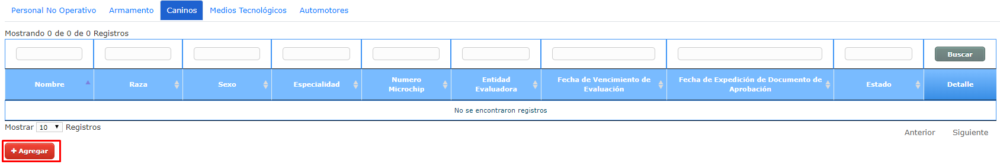 Personal No Operativo Armamento Caninos Medios Tecnológicos Automotores
Mostrando 0 de 0 de 0 Registros
Buscar
Nombre Raza Sexo Especialidad Numero Microchip Entidad Evaluadora Fecha de Vencimiento de Evaluación Fecha de Expedición de Documento de Aprobación Estado Detalle
No se encontraron registros
Mostrar 10 Registros
Anterior Siguiente
+ Agregar